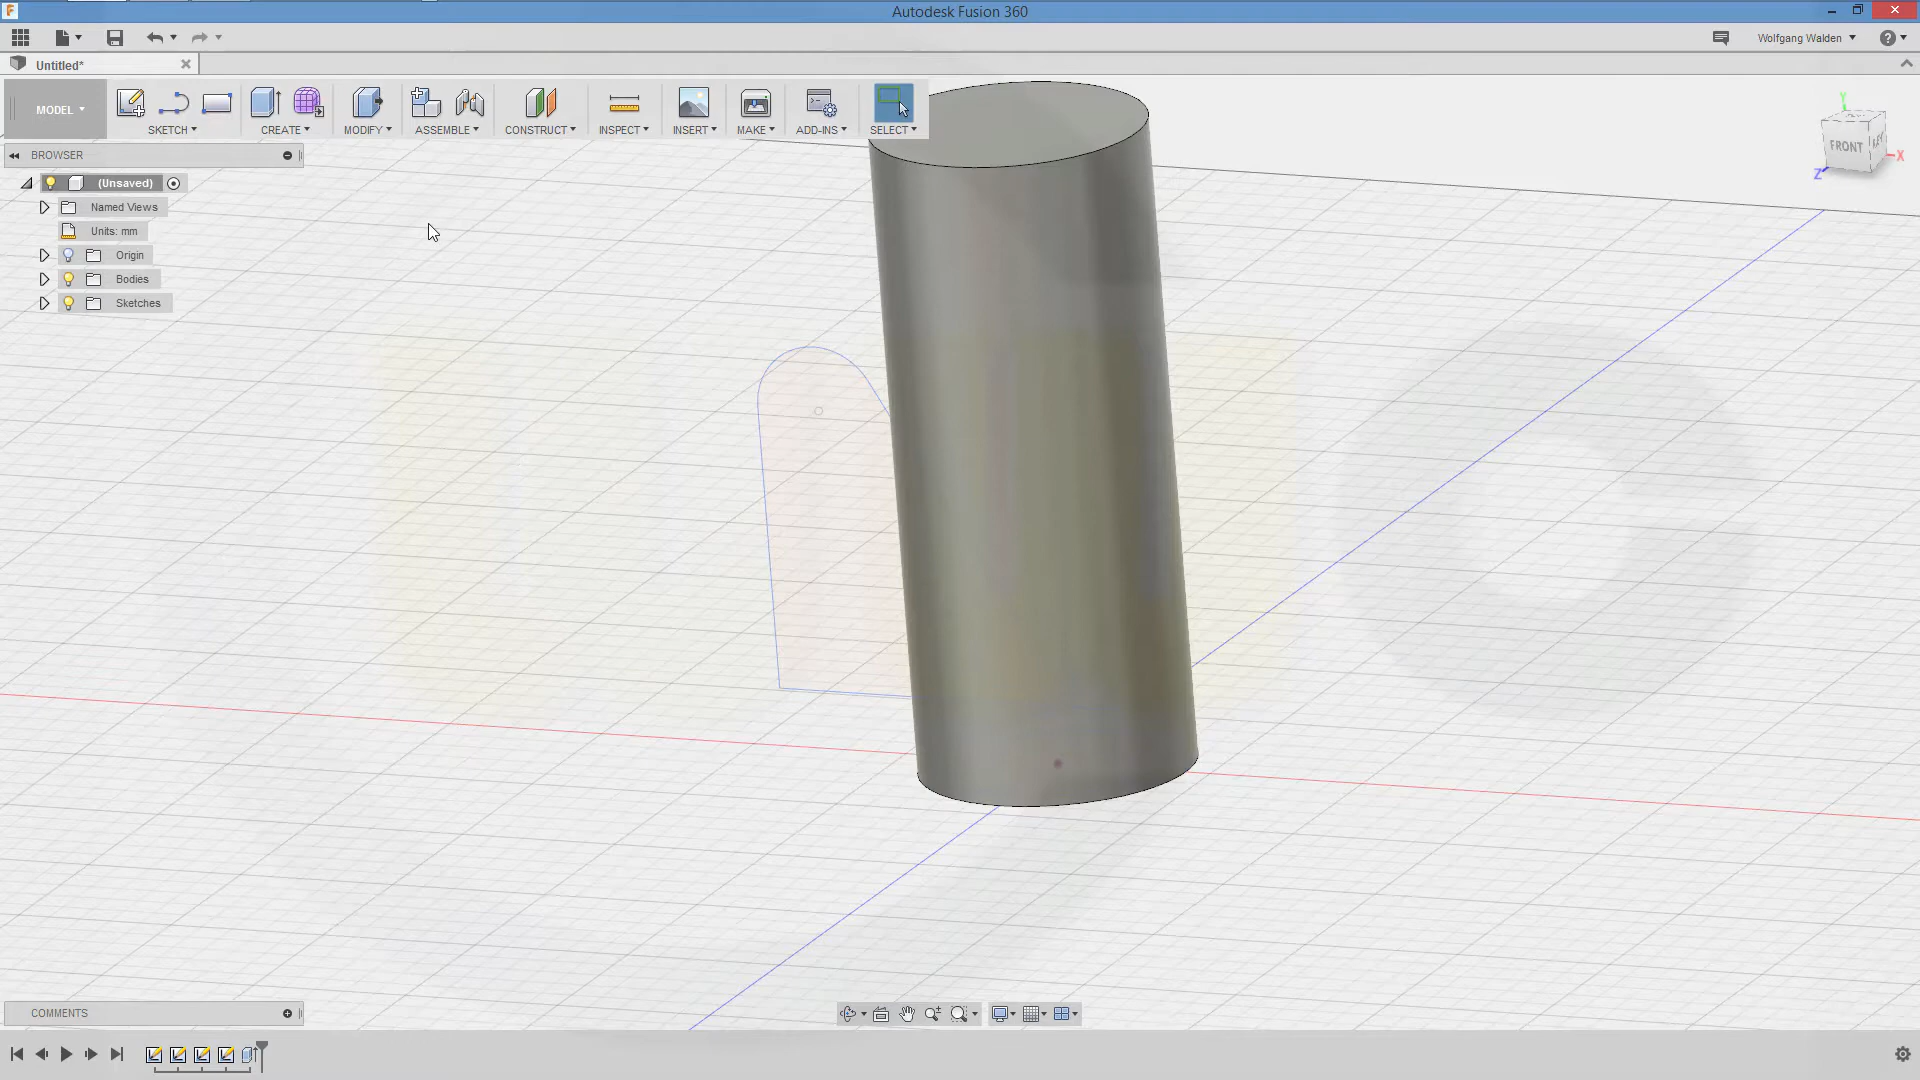 Autodesk Fusion 360
Wolfgang Walden
Untitled*
MODEL
SKETCH
CREATE
MODIFY
ASSEMBLE
CONSTRUCT
INSPECT
INSERT
MAKE
ADD-INS
SELECT
BROWSER
(Unsaved)
Named Views
Units: mm
Origin
Bodies
Sketches
Y
FRONT
X
Z
COMMENTS